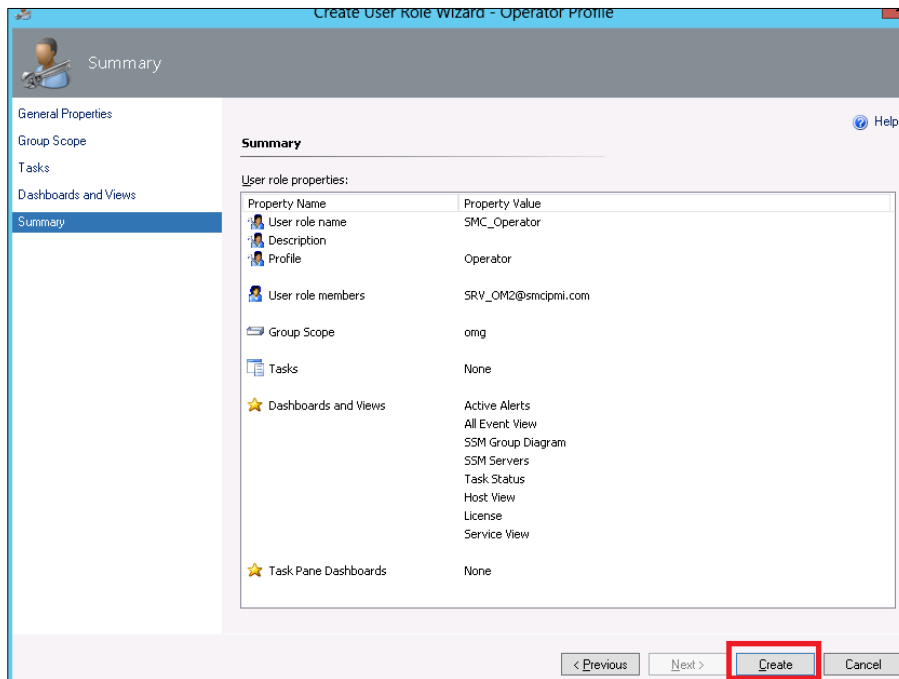 Create User Role Wizard - Operator Profile
Summary
General Properties
Group Scope
Tasks
Dashboards and Views
Summary
Help
Summary
User role properties:
Property Name Property Value
User role name SMC_Operator
Description
Profile Operator
User role members SRV_OM2@smcipmi.com
Group Scope omg
Tasks None
Dashboards and Views Active Alerts
All Event View
SSM Group Diagram
SSM Servers
Task Status
Host View
License
Service View
Task Pane Dashboards None
< Previous Next > Create Cancel